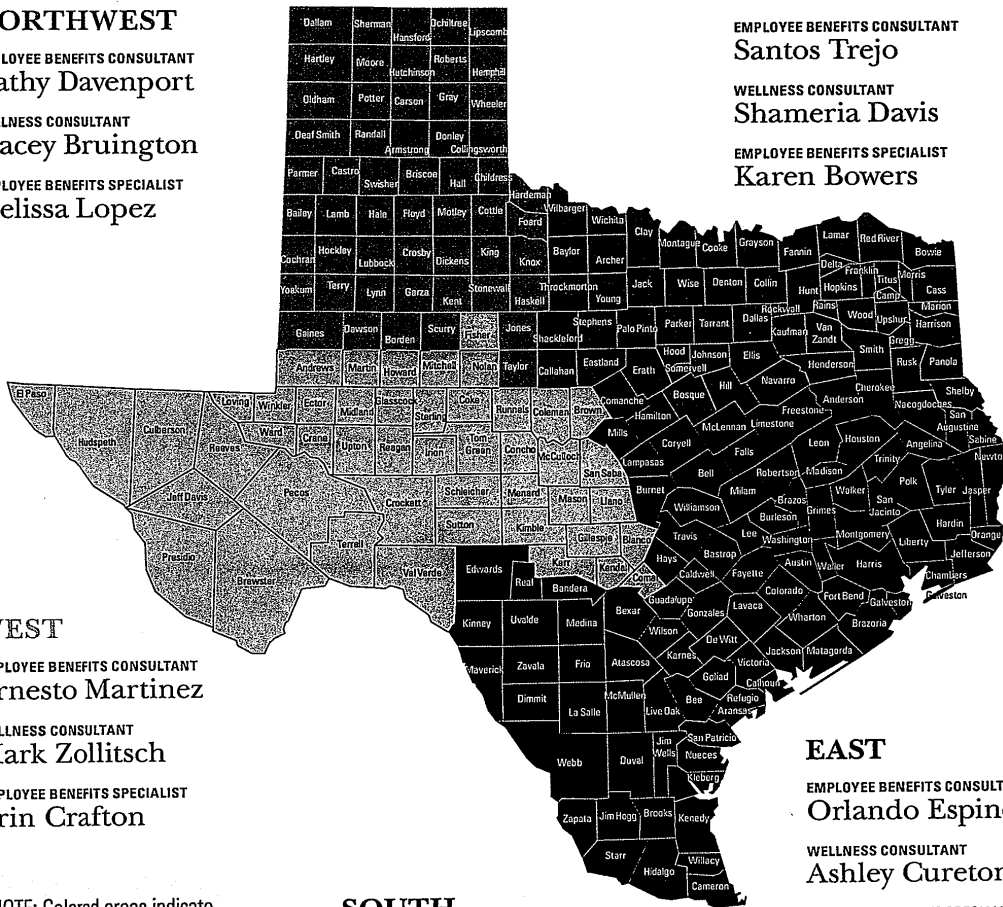 ORTHWEST
LOYEE BENEFITS CONSULTANT
athy Davenport
LNESS CONSULTANT
acey Bruington
LOYEE BENEFITS SPECIALIST
elissa Lopez
EMPLOYEE BENEFITS CONSULTANT
Santos Trejo
WELLNESS CONSULTANT
Shameria Davis
EMPLOYEE BENEFITS SPECIALIST
Karen Bowers
Dallam Sherman Hansford Ochiltree Lipscomb
Hartley Moore Hutchinson Roberts Hemphill
Oldham Potter Carson Gray Wheeler
Deaf Smith Randall Armstrong Donley Collingsworth
Parmer Castro Swisher Briscoe Hall Childress Hardeman
Bailey Lamb Hale Floyd Motley Cottle Foard Wilbarger Wichita Clay Montague Cooke Grayson Fannin Lamar Red River Bowie
Cochran Hockley Lubbock Crosby Dickens King Knox Baylor Archer Delta Franklin Titus Morris Cass
Yoakum Terry Lynn Garza Kent Stonewall Haskell Throckmorton Young Jack Wise Denton Collin Hunt Hopkins Camp Marion
Gaines Dawson Borden Scurry Fisher Jones Shackleford Stephens Palo Pinto Parker Tarrant Dallas Rockwall Kaufman Rains Van Zandt Wood Upshur Harrison Gregg
Andrews Martin Howard Mitchell Nolan Taylor Callahan Eastland Erath Hood Somervell Johnson Ellis Henderson Smith Rusk Panola
El Paso Loving Winkler Ector Midland Glasscock Sterling Coke Runnals Coleman Brown Comanche Hamilton Bosque Hill Navarro Freestone Anderson Cherokee Nacogdoches Shelby San Augustine Sabine
Hudspeth Culberson Reeves Ward Crane Upton Reagen Irion Tom Green Concho McCulloch San Saba Mills Lampasas Coryell McLennan Limestone Falls Leon Houston Angelina Newto
Jeff Davis Pecos Crockett Schleicher Menard Mason Llano Burnet Bell Milam Robertson Madison Trinity Polk Tyler Jasper
Sutton Kimble Gillespie Blanco Williamson Burleson Brazos Grimes Walker San Jacinto Hardin Orange
Presidio Brewster Terrell Val Verde Edwards Real Kerr Kendall Comal Hays Travis Bastrop Lee Washington Montgomery Liberty Jefferson
Bandera Caldwell Fayette Austin Waller Harris Chambers Galveston
Kinney Uvalde Medina Bexar Guadalupe Gonzales Lavaca Colorado Fort Bend Galveston
Wilson De Witt Wharton Brazoria
Maverick Zavala Frio Atascosa Karnes Goliad Victoria Jackson Matagorda
Dimmit La Salle McMullen Live Oak Bee Refugio Calhoun Aransas
Webb Duval Jim Wells San Patricio Nueces Kleberg
Zapata Jim Hogg Brooks Kenedy
Starr Hidalgo Willacy
Cameron
EST
PLOYEE BENEFITS CONSULTANT
rnesto Martinez
LLNESS CONSULTANT
ark Zollitsch
PLOYEE BENEFITS SPECIALIST
rin Crafton
EAST
EMPLOYEE BENEFITS CONSULT
Orlando Espin
WELLNESS CONSULTANT
Ashley Cureton
NOTE: Colored areas indicate
SOUTH